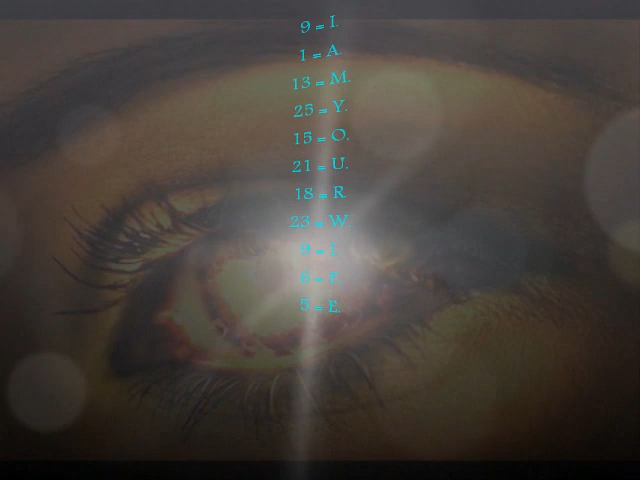 9 = I.
1 = A.
13 = M.
25 = Y.
15 = O.
21 = U.
18 = R.
23 = W.
9 = I.
6 = F.
5 = E.